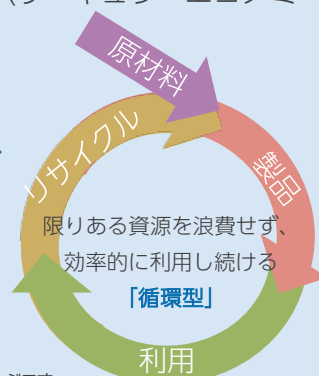 原材料
リサイクル
製品
限りある資源を浪費せず、
効率的に利用し続ける
「循環型」
利用